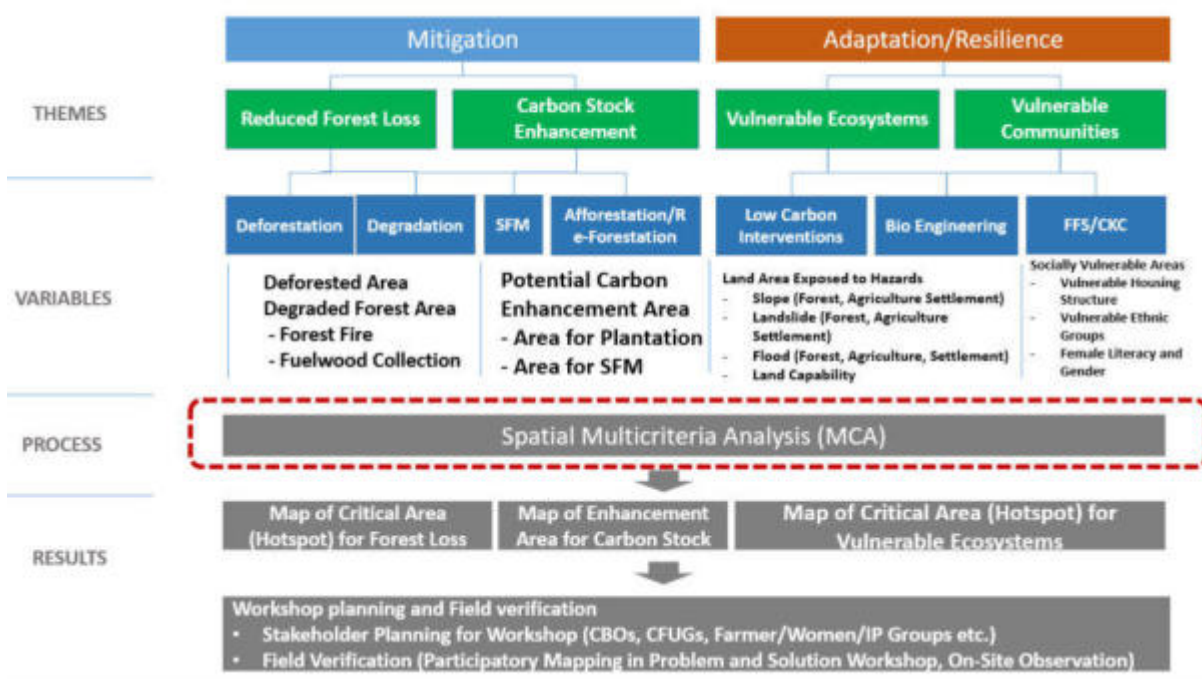 Mitigation
Adaptation/Resilience
THEMES
Reduced Forest Loss
Carbon Stock
Enhancement
Vulnerable Ecosystems
Vulnerable
Communities
VARIABLES
Deforestation
Degradation
SFM
Afforestation/R
e-Forestation
Low Carbon
Interventions
Bio Engineering
FFS/CKC
Deforested Area
Degraded Forest Area
- Forest Fire
- Fuelwood Collection
Potential Carbon
Enhancement Area
- Area for Plantation
- Area for SFM
Land Area Exposed to Hazards
- Slope (Forest, Agriculture Settlement)
- Landslide (Forest, Agriculture
Settlement)
- Flood (Forest, Agriculture, Settlement)
- Land Capability
Socially Vulnerable Areas
- Vulnerable Housing
Structure
- Vulnerable Ethnic
Groups
- Female Literacy and
Gender
PROCESS
Spatial Multicriteria Analysis (MCA)
RESULTS
Map of Critical Area
(Hotspot) for Forest Loss
Map of Enhancement
Area for Carbon Stock
Map of Critical Area (Hotspot) for
Vulnerable Ecosystems
Workshop planning and Field verification
• Stakeholder Planning for Workshop (CBOs, CFUGs, Farmer/Women/IP Groups etc.)
• Field Verification (Participatory Mapping in Problem and Solution Workshop, On-Site Observation)